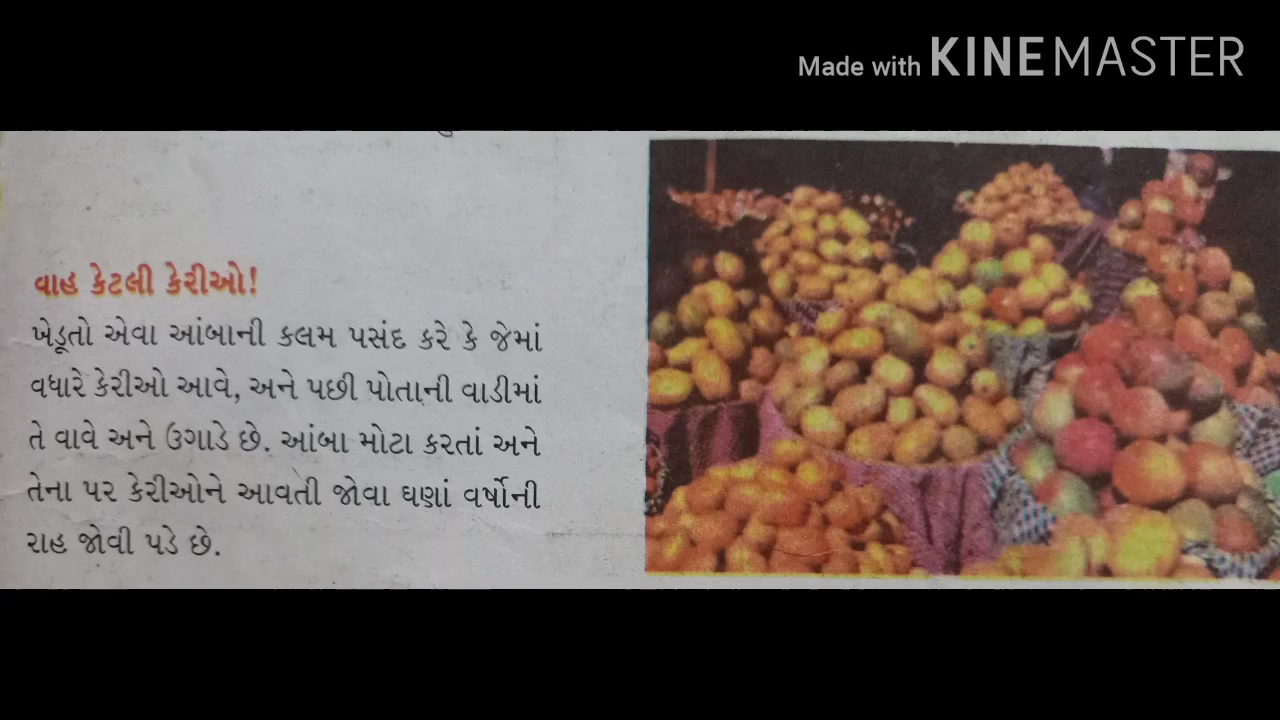 Made with KINEMASTER
વાહ કેટલી કેરીઓ!
ખેડૂતો એવા આંબાની કલમ પસંદ કરે કે જેમાં
વધારે કેરીઓ આવે, અને પછી પોતાની વાડીમાં
તે વાવે અને ઉગાડે છે. આંબા મોટા કરતાં અને
તેના પર કેરીઓને આવતી જોવા ઘણાં વર્ષોની
રાહ જોવી પડે છે.